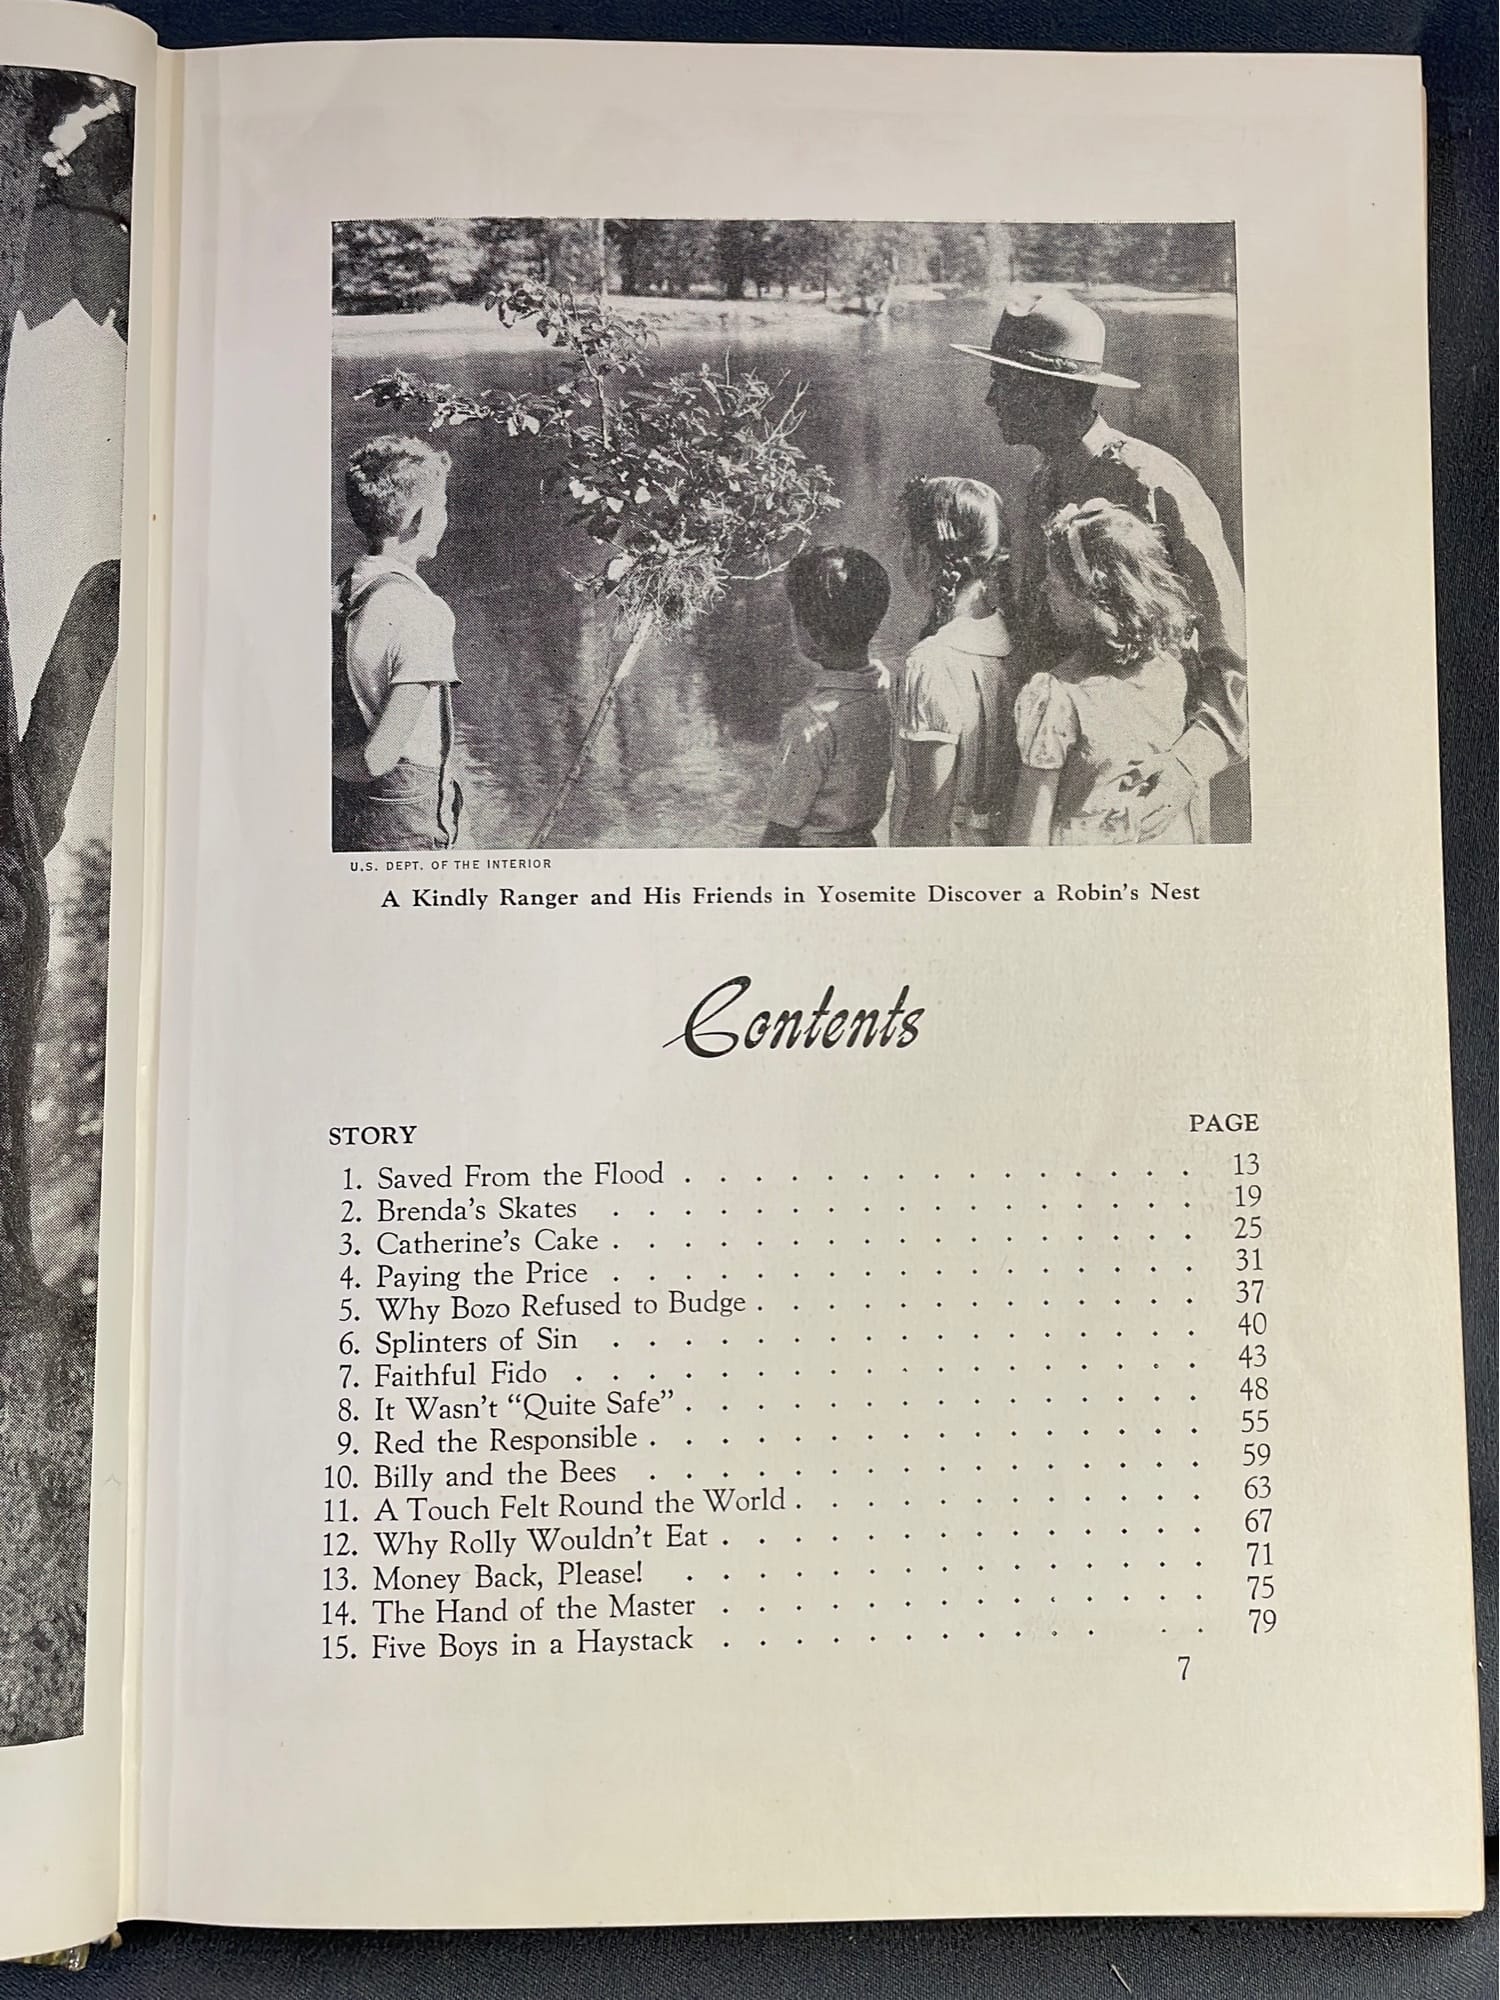 U.S. DEPT. OF THE INTERIOR
A Kindly Ranger and His Friends in Yosemite Discover a Robin's Nest
Contents
STORY PAGE
1. Saved From the Flood . . . . . . . . . . . . . . . 13
2. Brenda's Skates . . . . . . . . . . . . . . . . . 19
3. Catherine's Cake . . . . . . . . . . . . . . . . . 25
4. Paying the Price . . . . . . . . . . . . . . . . . 31
5. Why Bozo Refused to Budge . . . . . . . . . . . . . 37
6. Splinters of Sin . . . . . . . . . . . . . . . . . 40
7. Faithful Fido . . . . . . . . . . . . . . . . . . 43
8. It Wasn't “Quite Safe” . . . . . . . . . . . . . . . 48
9. Red the Responsible . . . . . . . . . . . . . . . . 55
10. Billy and the Bees . . . . . . . . . . . . . . . . 59
11. A Touch Felt Round the World . . . . . . . . . . . . 63
12. Why Rolly Wouldn't Eat . . . . . . . . . . . . . . 67
13. Money Back, Please! . . . . . . . . . . . . . . . 71
14. The Hand of the Master . . . . . . . . . . . . . . 75
15. Five Boys in a Haystack . . . . . . . . . . . . . 79
7